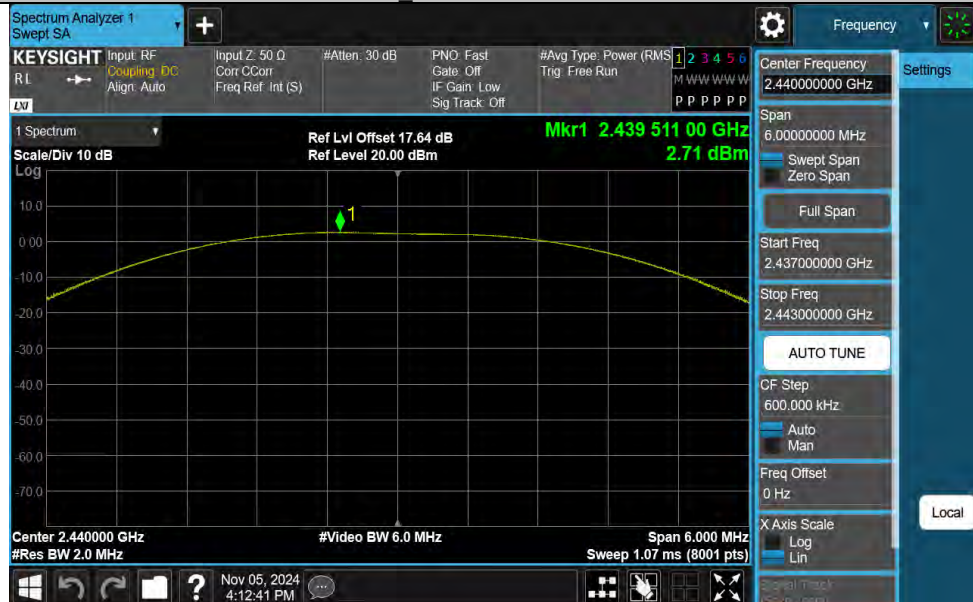 Spectrum Analyzer 1
Swept SA
Frequency
KEYSIGHT
Input: RF
Coupling: DC
Align: Auto
Input Z: 50 Ω
Corr CCorr
Freq Ref: Int (S)
#Atten: 30 dB
PNO: Fast
Gate: Off
IF Gain: Low
Sig Track: Off
#Avg Type: Power (RMS
Trig: Free Run
1 2 3 4 5 6
M WW WW W
P P P P P P
LXI
1 Spectrum
Scale/Div 10 dB
Log
Ref Lvl Offset 17.64 dB
Ref Level 20.00 dBm
Mkr1 2.439 511 00 GHz
2.71 dBm
10.0
0.00
-10.0
-20.0
-30.0
-40.0
-50.0
-60.0
-70.0
1
Center 2.440000 GHz
#Res BW 2.0 MHz
#Video BW 6.0 MHz
Span 6.000 MHz
Sweep 1.07 ms (8001 pts)
Nov 05, 2024
4:12:41 PM
Center Frequency
2.440000000 GHz
Settings
Span
6.00000000 MHz
Swept Span
Zero Span
Full Span
Start Freq
2.437000000 GHz
Stop Freq
2.443000000 GHz
AUTO TUNE
CF Step
600.000 kHz
Auto
Man
Freq Offset
0 Hz
X Axis Scale
Log
Lin
Local
Signal Track